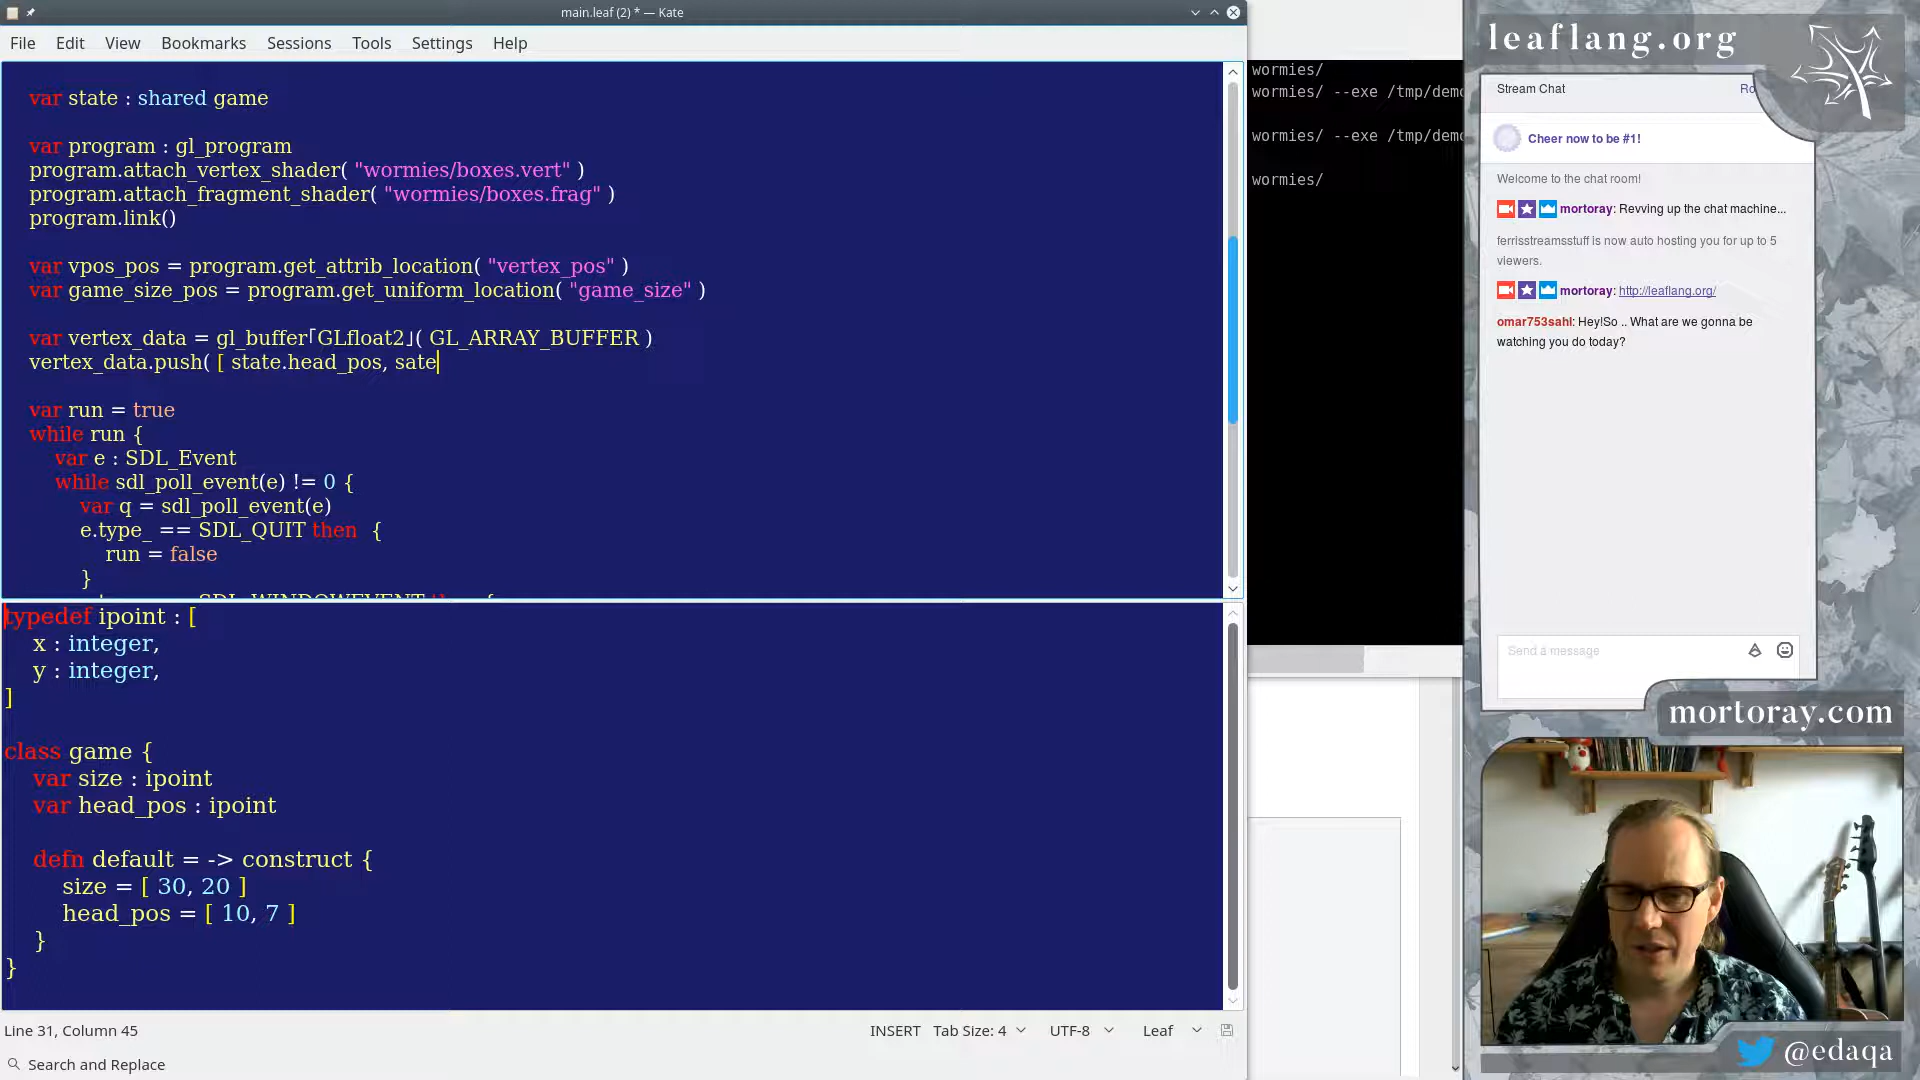 main.leaf (2) * — Kate
File Edit View Bookmarks Sessions Tools Settings Help
var state : shared game
var program : gl_program
program.attach_vertex_shader( "wormies/boxes.vert" )
program.attach_fragment_shader( "wormies/boxes.frag" )
program.link()
var vpos_pos = program.get_attrib_location( "vertex_pos" )
var game_size_pos = program.get_uniform_location( "game_size" )
var vertex_data = gl_buffer「GLfloat2」( GL_ARRAY_BUFFER )
vertex_data.push( [ state.head_pos, sate
var run = true
while run {
var e : SDL_Event
while sdl_poll_event(e) != 0 {
var q = sdl_poll_event(e)
e.type_ == SDL_QUIT then {
run = false
}
typedef ipoint : [
x : integer,
y : integer,
]
class game {
var size : ipoint
var head_pos : ipoint
defn default = -> construct {
size = [ 30, 20 ]
head_pos = [ 10, 7 ]
}
}
Line 31, Column 45
INSERT Tab Size: 4 UTF-8 Leaf
Search and Replace
wormies/
wormies/ --exe /tmp/demo
wormies/ --exe /tmp/demo
wormies/
leaflang.org
Stream Chat
Ro
Cheer now to be #1!
Welcome to the chat room!
mortoray: Revving up the chat machine...
ferrisstreamsstuff is now auto hosting you for up to 5
viewers.
mortoray: http://leaflang.org/
omar753sahl: Hey!So .. What are we gonna be
watching you do today?
Send a message
mortoray.com
@edaqa